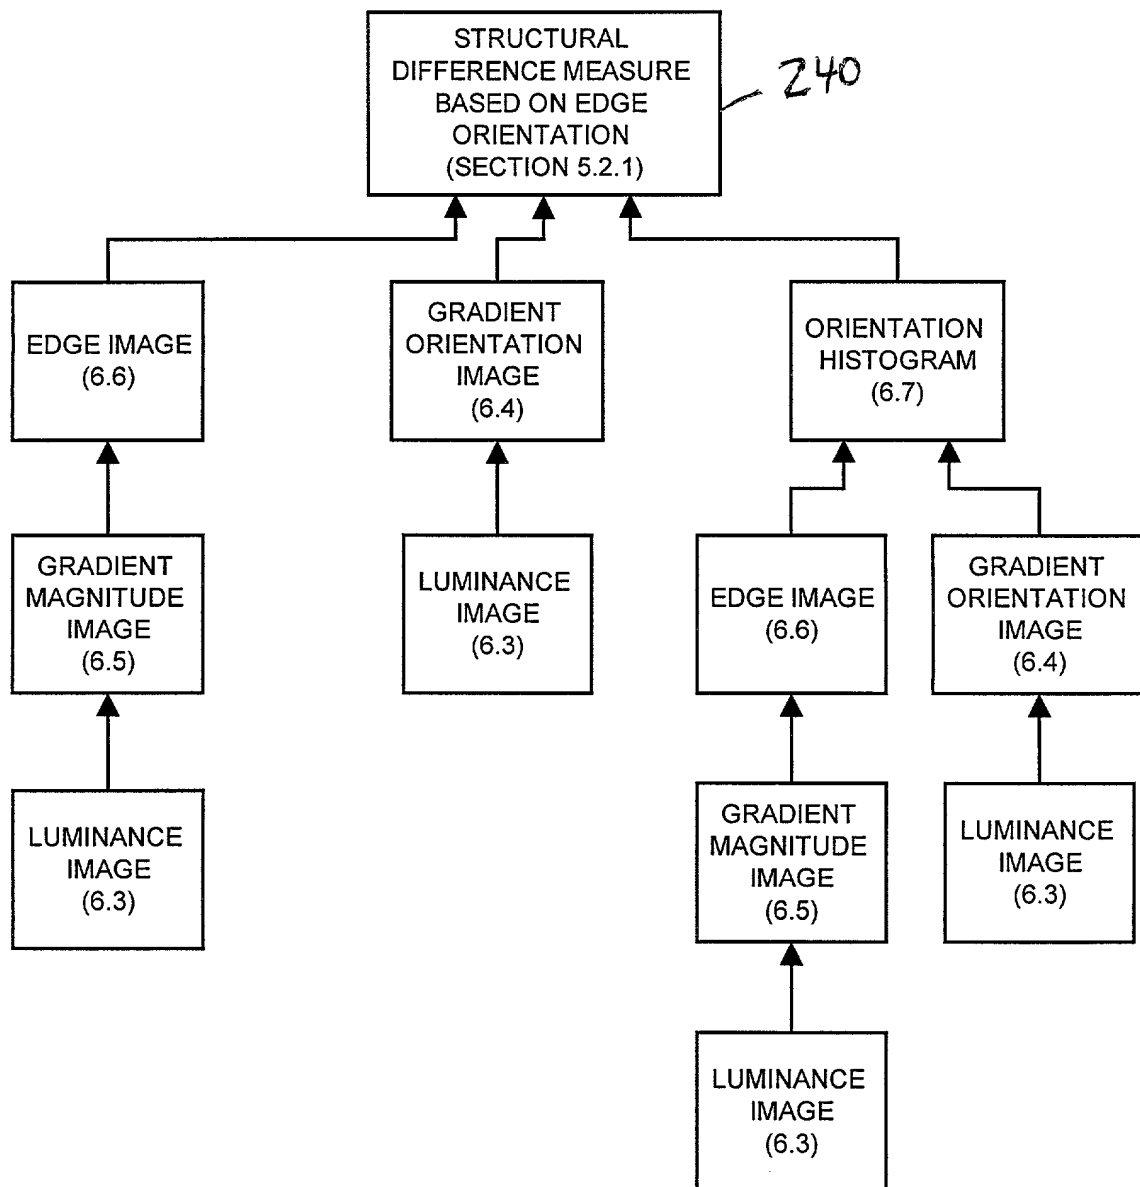 STRUCTURAL
DIFFERENCE MEASURE
BASED ON EDGE
ORIENTATION
(SECTION 5.2.1)
240
EDGE IMAGE
(6.6)
GRADIENT
ORIENTATION
IMAGE
(6.4)
ORIENTATION
HISTOGRAM
(6.7)
GRADIENT
MAGNITUDE
IMAGE
(6.5)
LUMINANCE
IMAGE
(6.3)
EDGE IMAGE
(6.6)
GRADIENT
ORIENTATION
IMAGE
(6.4)
LUMINANCE
IMAGE
(6.3)
GRADIENT
MAGNITUDE
IMAGE
(6.5)
LUMINANCE
IMAGE
(6.3)
LUMINANCE
IMAGE
(6.3)